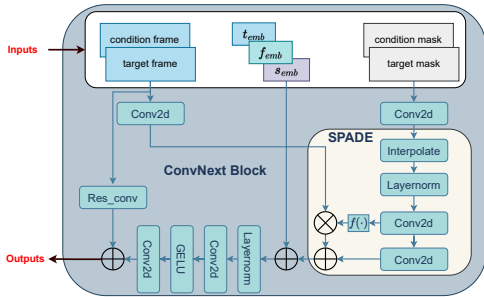 Inputs
condition frame
target frame
t_emb
f_emb
s_emb
condition mask
target mask
Conv2d
Conv2d
SPADE
Interpolate
ConvNext Block
Layernorm
Res_conv
f(·)
Conv2d
Conv2d
GELU
Conv2d
Layernorm
Conv2d
Outputs